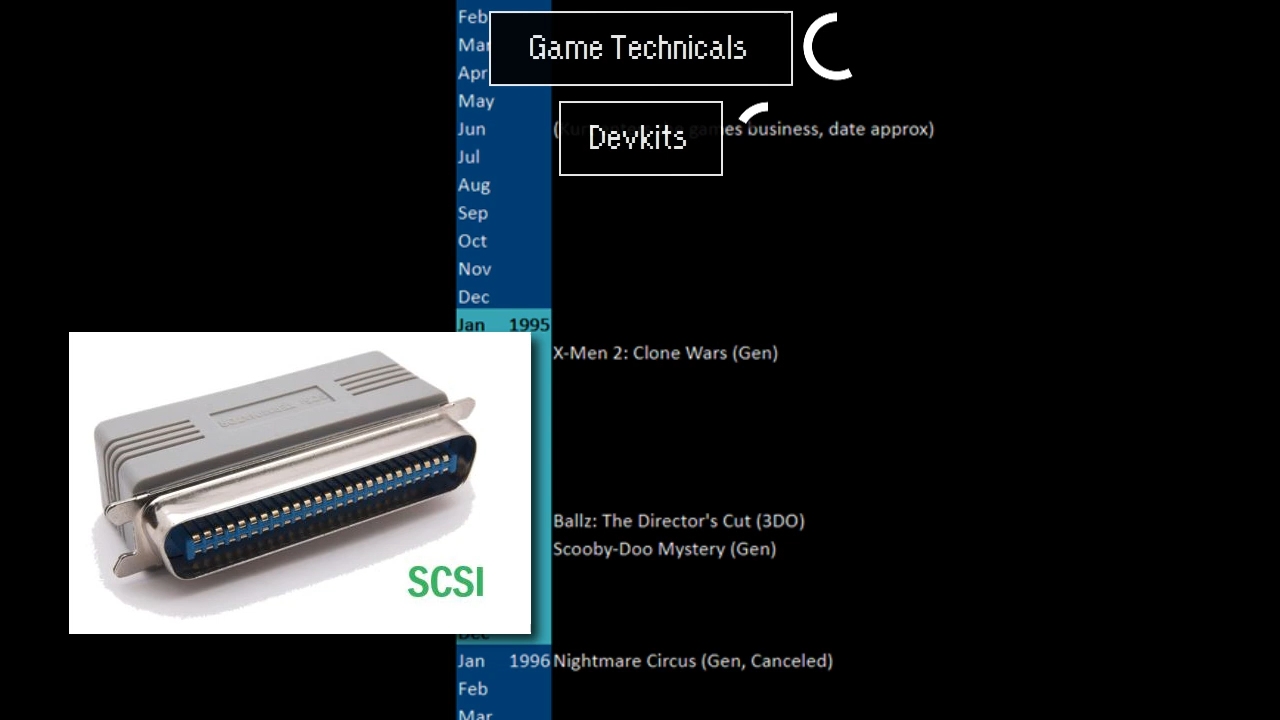 Feb
Game Technicals
Mar
Apr
May
Jun games business, date approx)
Devkits
Jul
Aug
Sep
Oct
Nov
Dec
Jan 1995
X-Men 2: Clone Wars (Gen)
Ballz: The Director's Cut (3DO)
Scooby-Doo Mystery (Gen)
SCSI
Dec
Jan 1996 Nightmare Circus (Gen, Canceled)
Feb
Mar